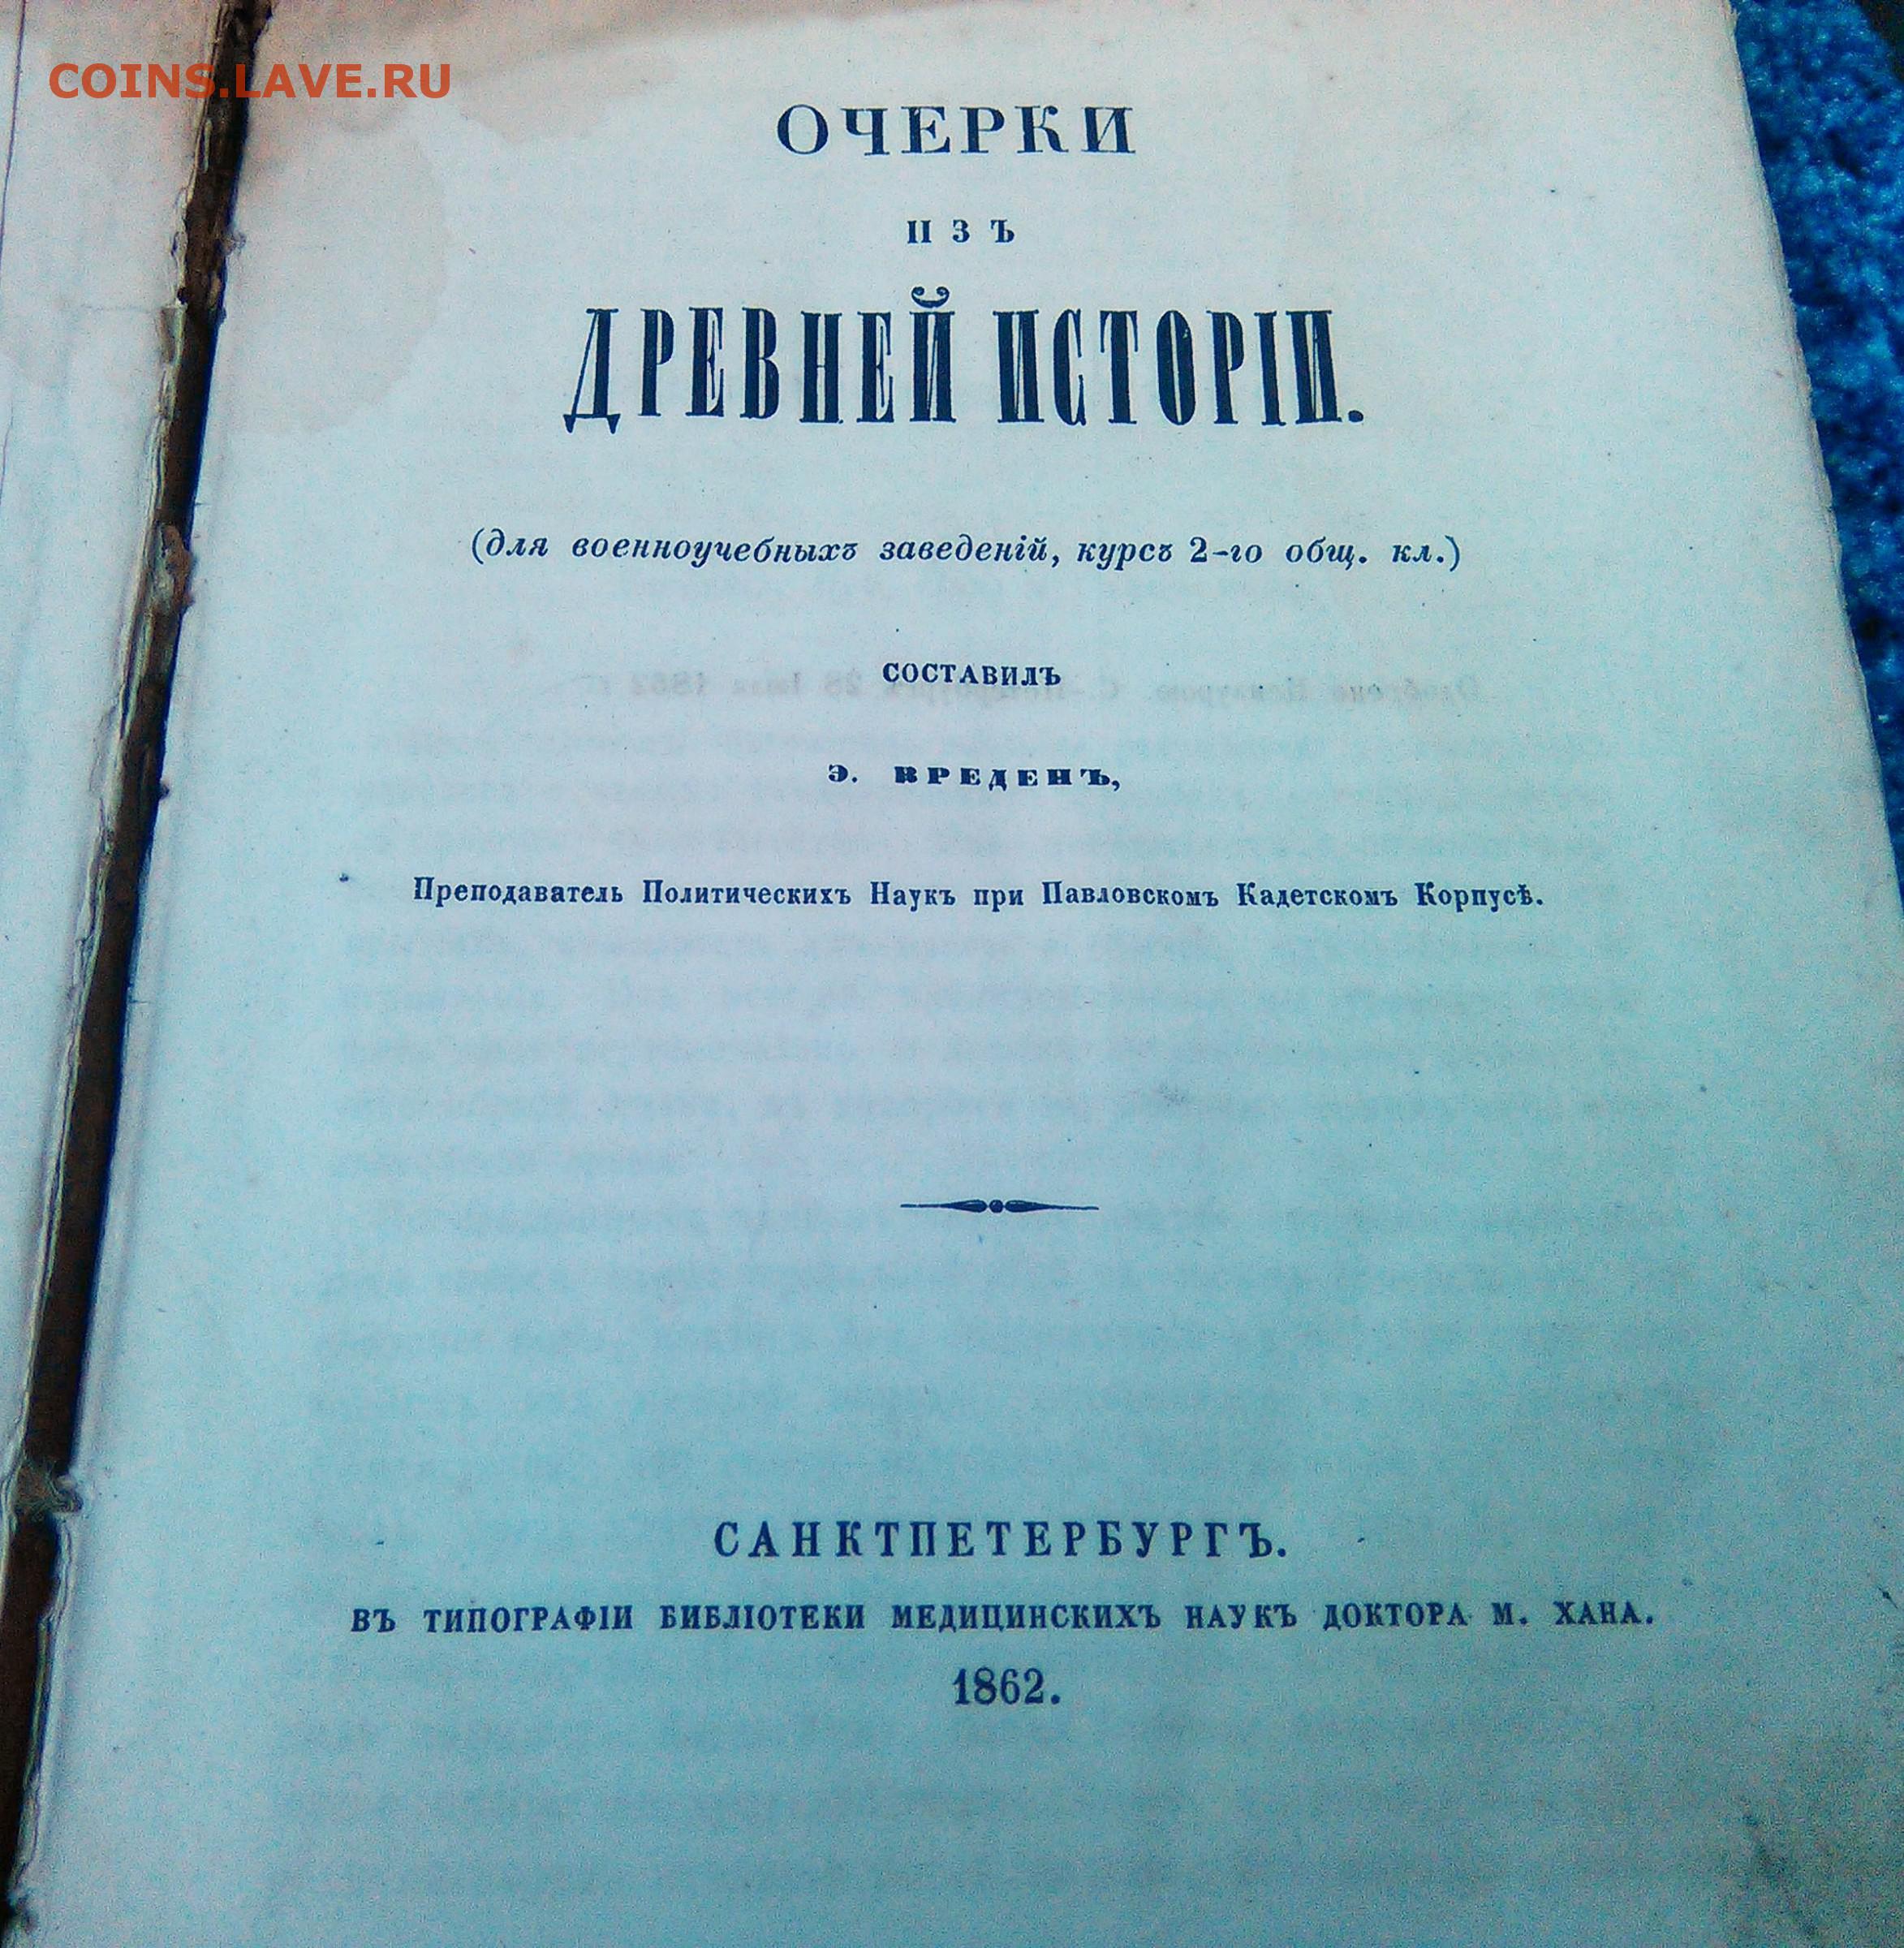 COINS.LAVE.RU
ОЧЕРКИ
ИЗЪ
ДРЕВНЕЙ ИСТОРІИ.
(для военноучебныхъ заведеній, курсъ 2-го общ. кл.)
СОСТАВИЛЪ
Э. ВРЕДЕНЪ,
Преподаватель Политическихъ Наукъ при Павловскомъ Кадетскомъ Корпусѣ.
САНКТПЕТЕРБУРГЪ.
ВЪ ТИПОГРАФІИ БИБЛІОТЕКИ МЕДИЦИНСКИХЪ НАУКЪ ДОКТОРА М. ХАНА.
1862.